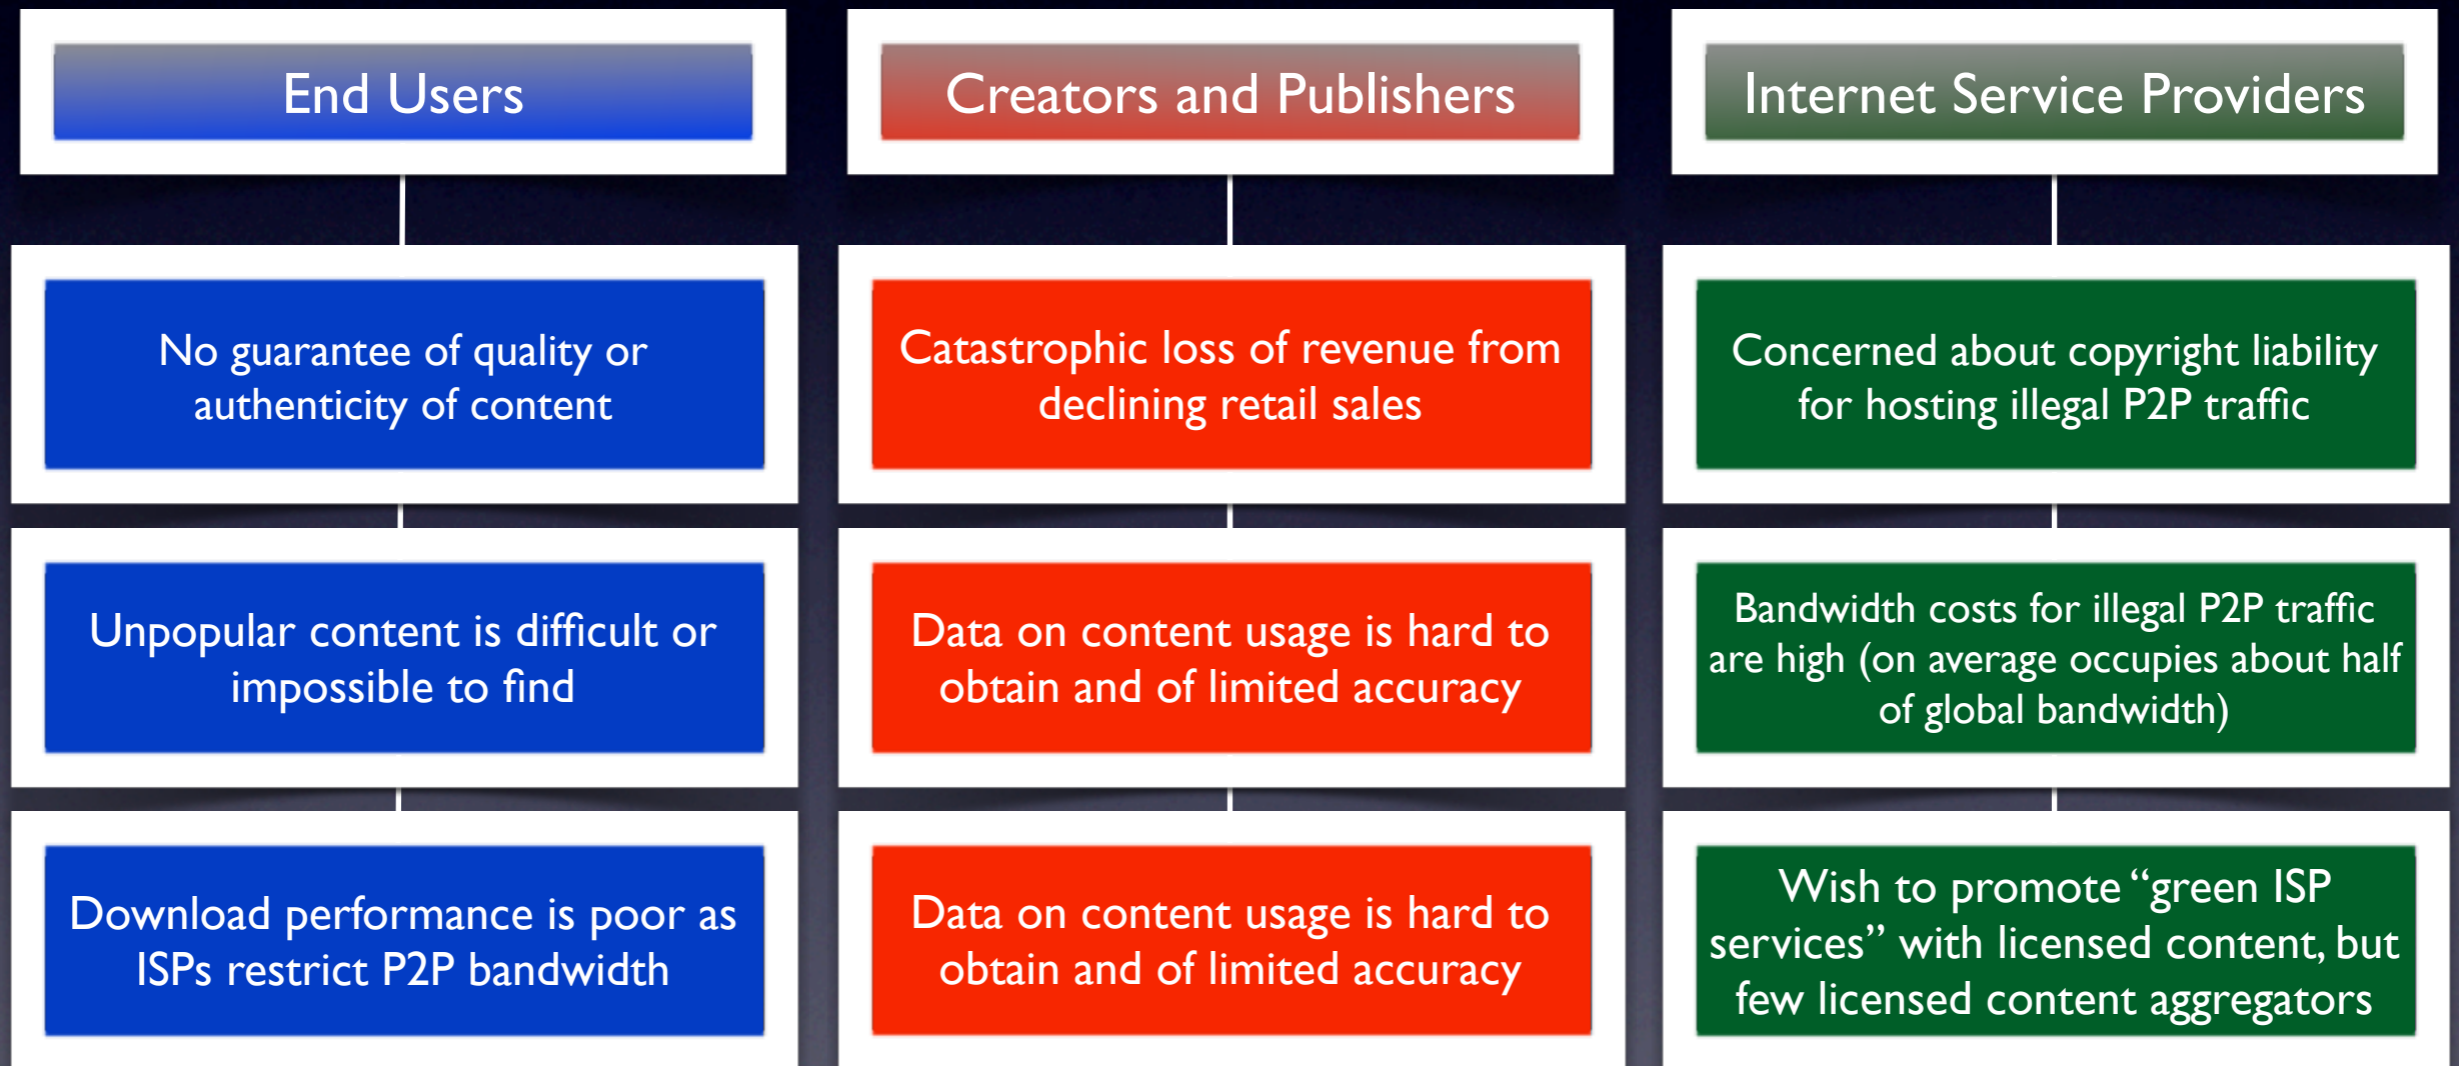 End Users
No guarantee of quality or
authenticity of content
Unpopular content is difficult or
impossible to find
Download performance is poor as
ISPs restrict P2P bandwidth
Creators and Publishers
Catastrophic loss of revenue from
declining retail sales
Data on content usage is hard to
obtain and of limited accuracy
Data on content usage is hard to
obtain and of limited accuracy
Internet Service Providers
Concerned about copyright liability
for hosting illegal P2P traffic
Bandwidth costs for illegal P2P traffic
are high (on average occupies about half
of global bandwidth)
Wish to promote “green ISP
services” with licensed content, but
few licensed content aggregators